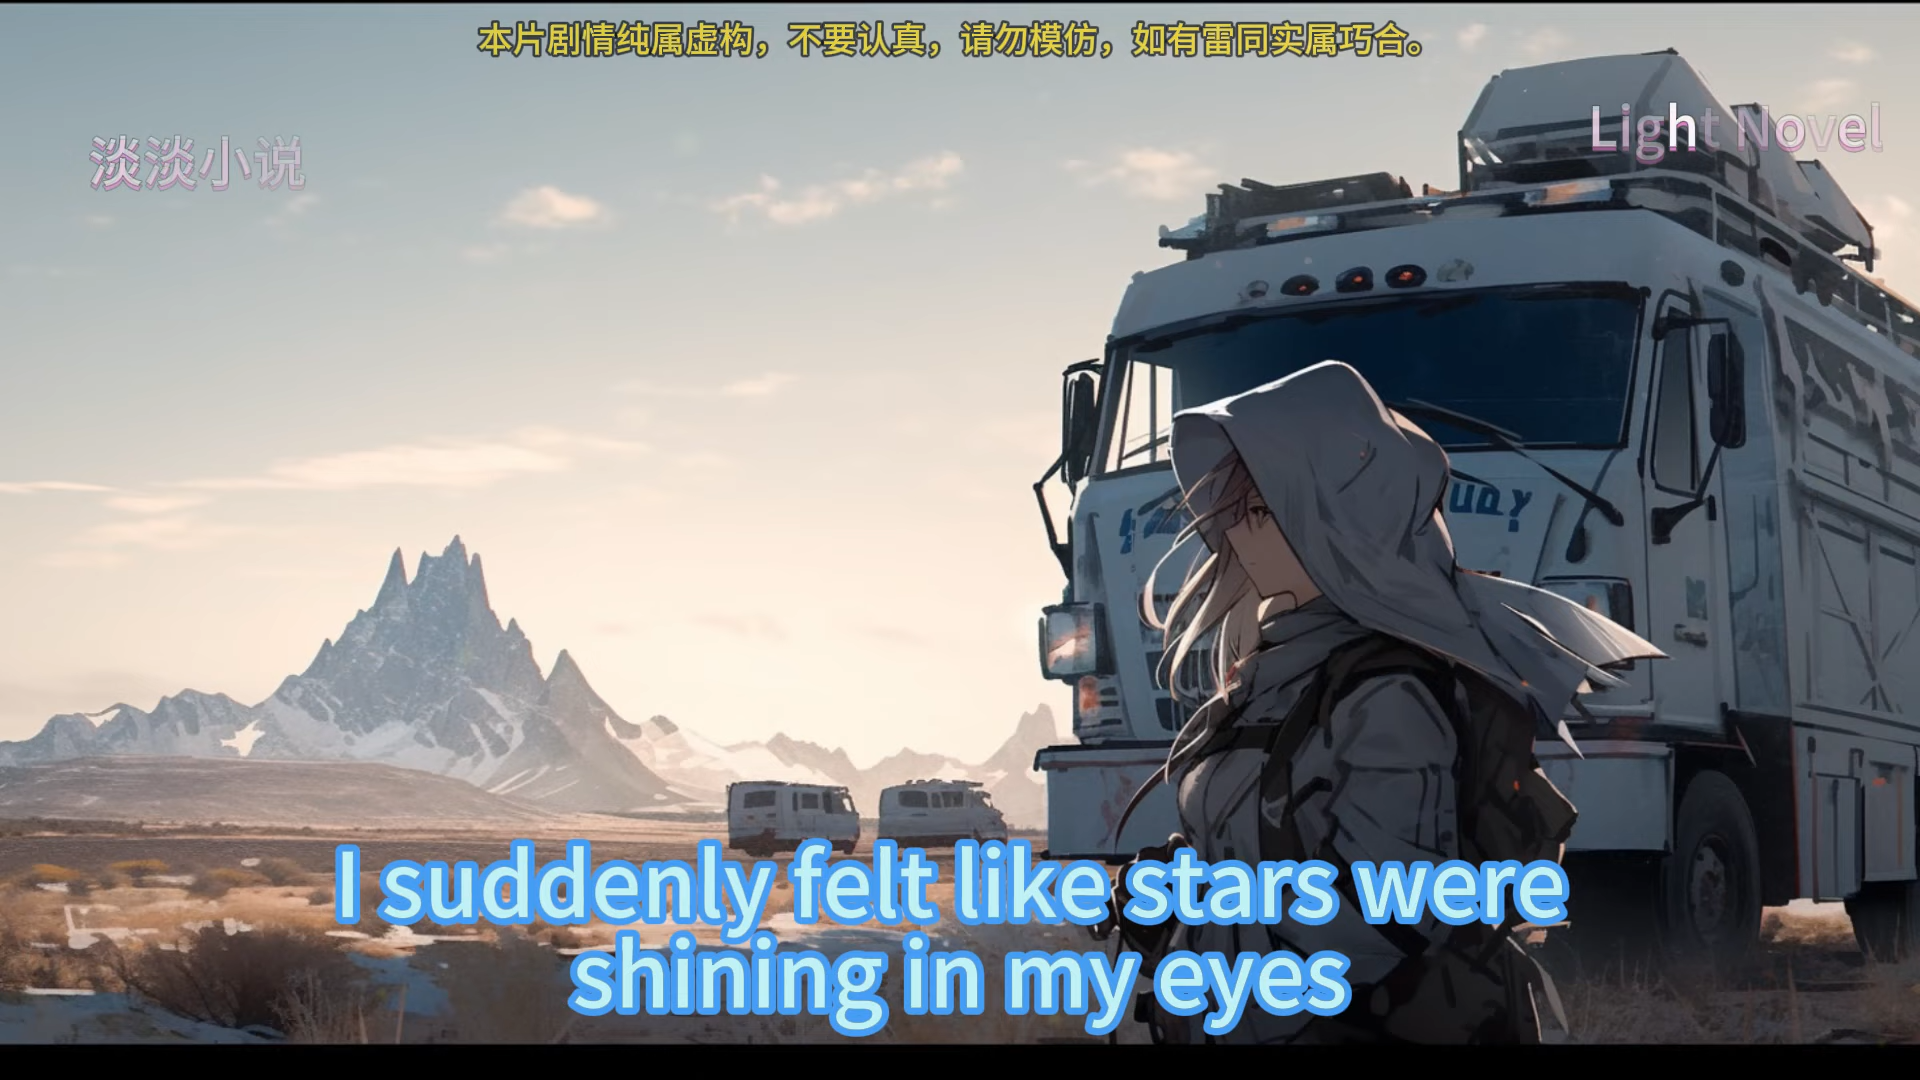 本片剧情纯属虚构，不要认真，请勿模仿，如有雷同实属巧合。
淡淡小说
Light Novel
I suddenly felt like stars were
shining in my eyes